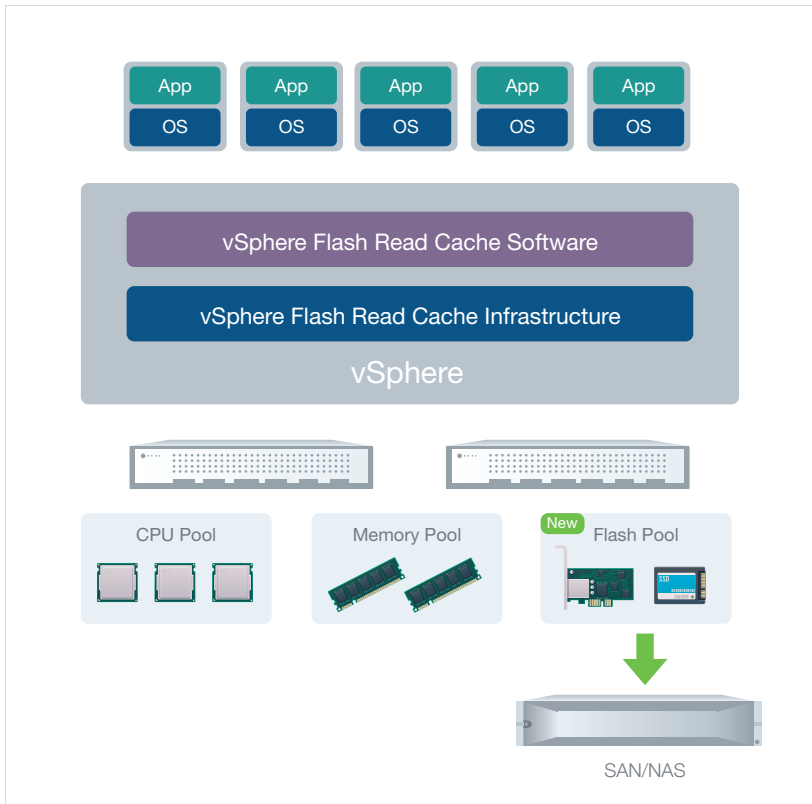 App App App App App
OS OS OS OS OS
vSphere Flash Read Cache Software
vSphere Flash Read Cache Infrastructure
vSphere
CPU Pool
Memory Pool
New
Flash Pool
SSD
SAN/NAS